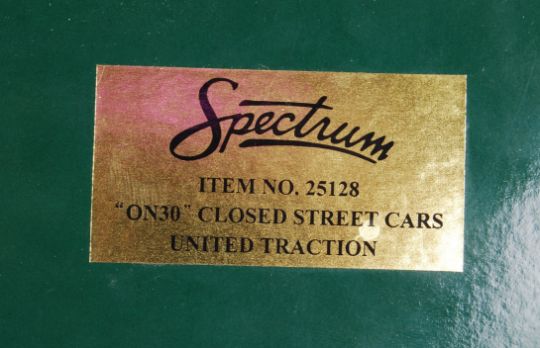 Spectrum
ITEM NO. 25128
“ON30” CLOSED STREET CARS
UNITED TRACTION